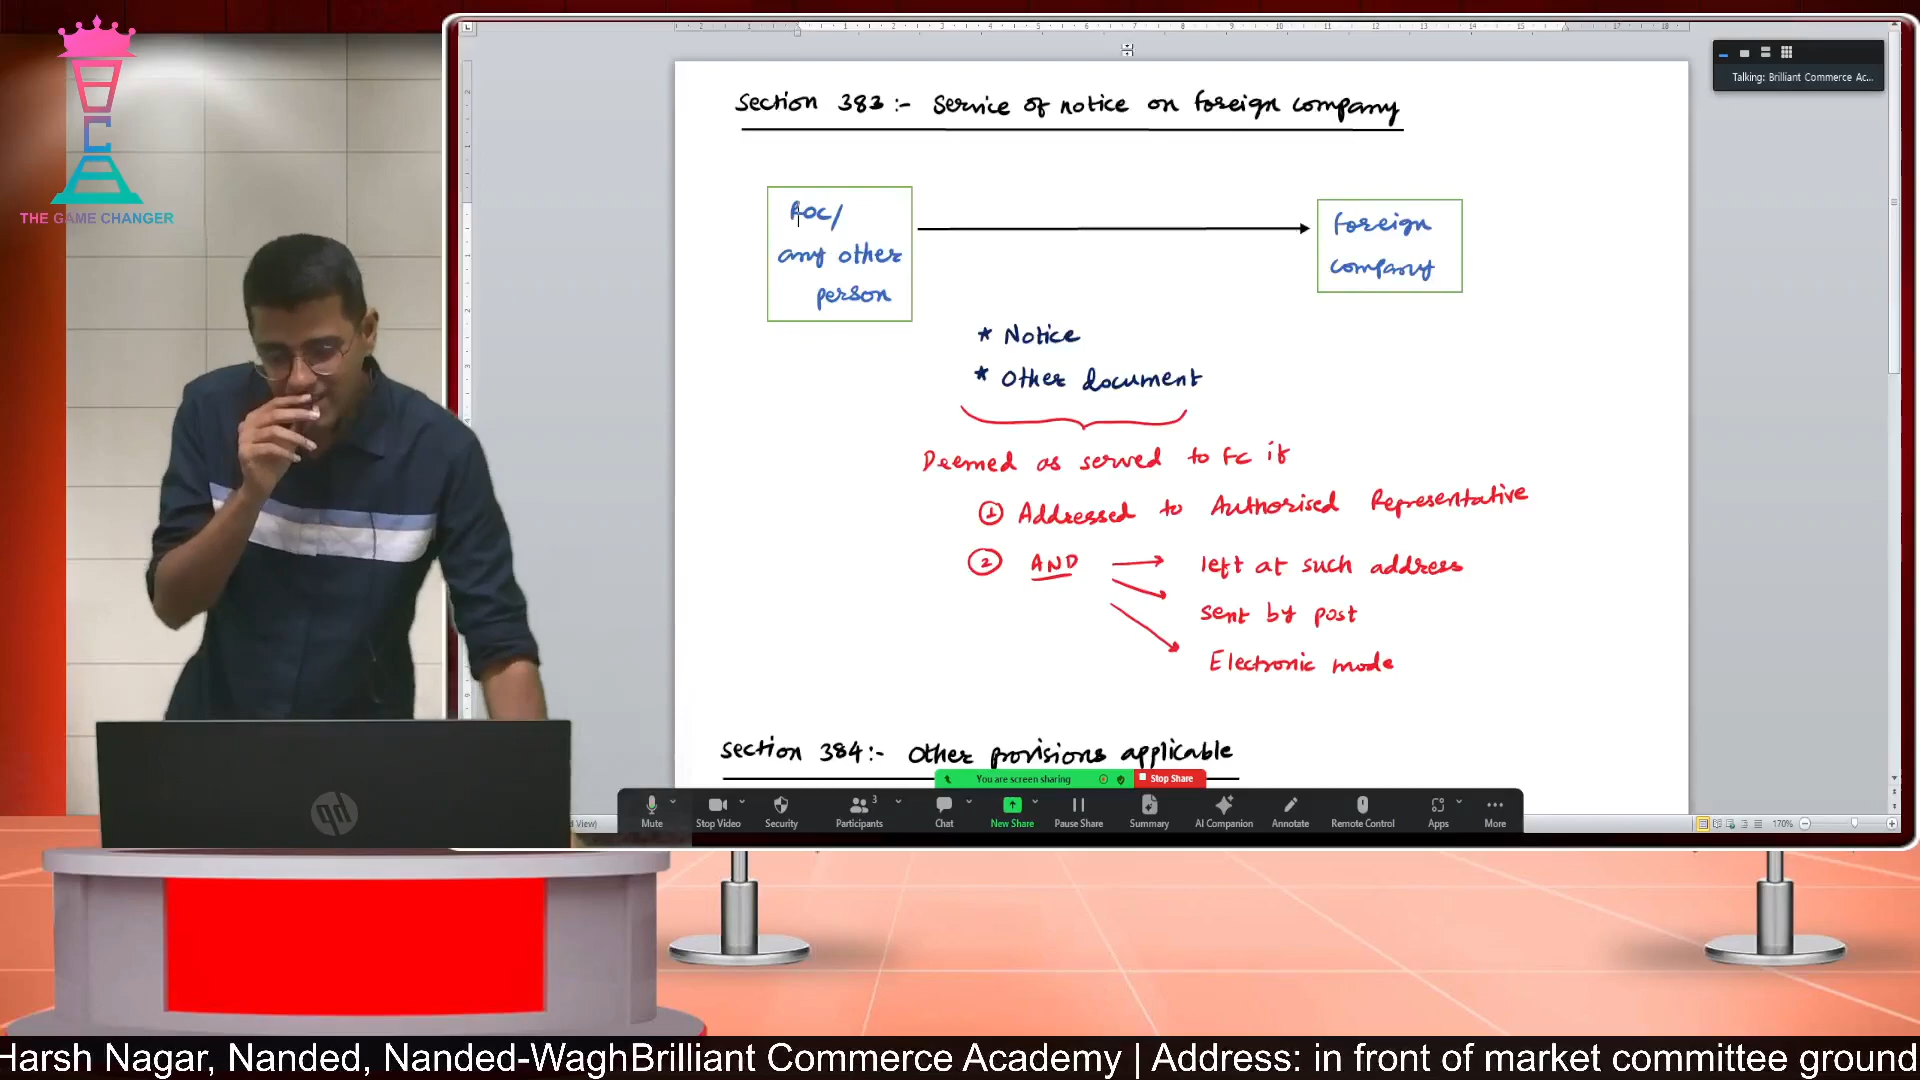 THE GAME CHANGER
Section 383 :- Service of notice on foreign company
ROC/
any other
person
foreign
company
* Notice
* Other document
Deemed as served to FC if
① Addressed to Authorised Representative
② AND
left at such address
sent by post
Electronic mode
Section 384 :- Other provisions applicable
Talking: Brilliant Commerce Ac...
You are screen sharing
Stop Share
Mute
Stop Video
Security
Participants
3
Chat
New Share
Pause Share
Summary
AI Companion
Annotate
Remote Control
Apps
More
d View)
170%
hp
Harsh Nagar, Nanded, Nanded-WaghBrilliant Commerce Academy | Address: in front of market committee ground